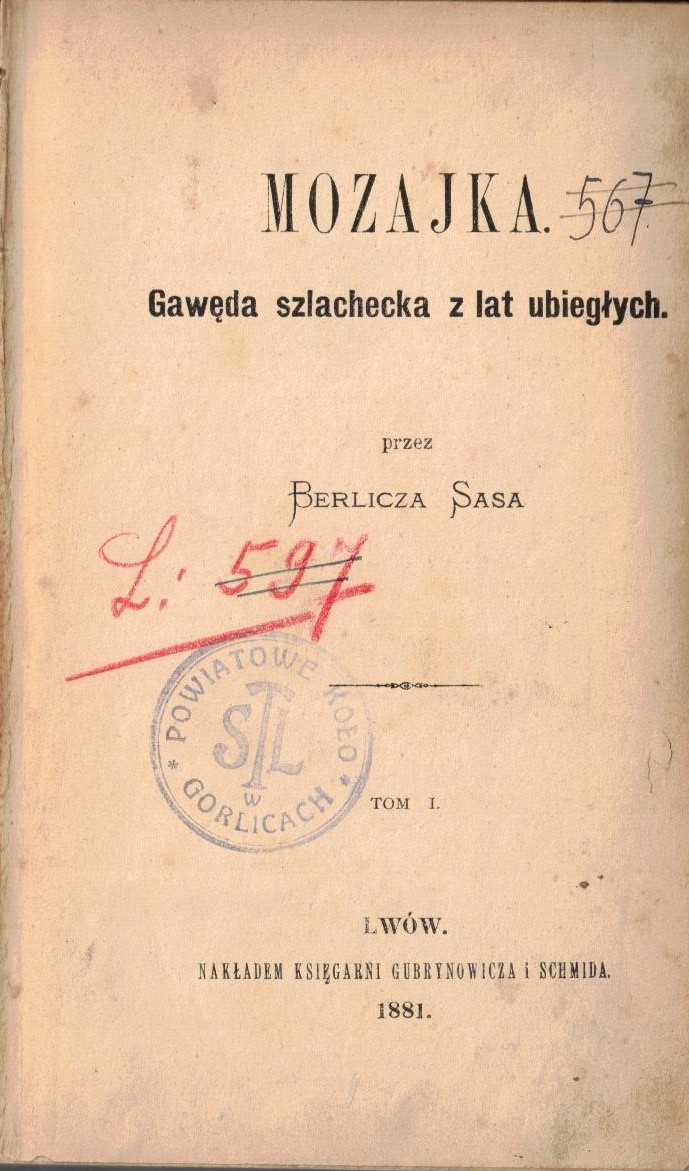 MOZAJKA. 567
Gawęda szlachecka z lat ubiegłych.
przez
BERLICZA SASA
L: 597
POWIATOWE KOŁO
TSL
W
* GORLICACH *
TOM I.
LWÓW.
NAKŁADEM KSIĘGARNI GUBRYNOWICZA i SCHMIDA.
1881.